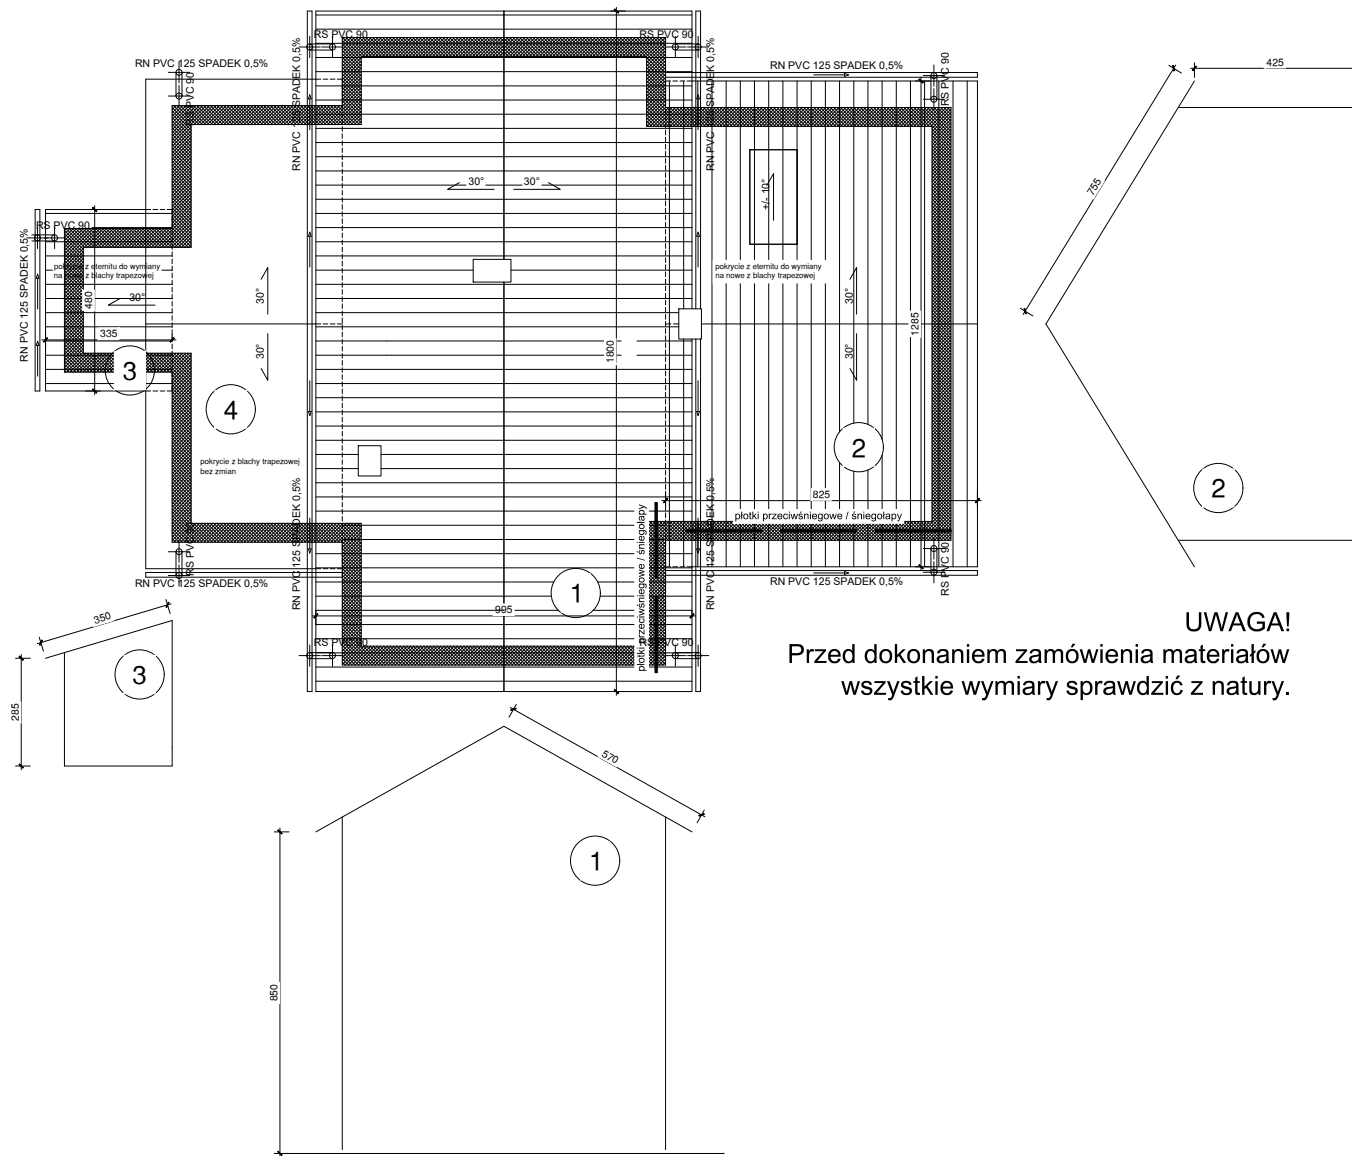 RS PVC 90
RS PVC 90
RN PVC 125 SPADEK 0,5%
RN PVC 125 SPADEK 0,5%
RN PVC 125 SPADEK 0,5%
RN PVC 125 SPADEK 0,5%
RS PVC 90
RS PVC 90
425
755
30°
30°
+/- 10°
RS PVC 90
RN PVC 125 SPADEK 0,5%
pokrycie z eternitu do wymiany
na nowe z blachy trapezowej
480
30°
335
3
30°
30°
4
pokrycie z blachy trapezowej
bez zmian
1800
pokrycie z eternitu do wymiany
na nowe z blachy trapezowej
30°
30°
1285
2
825
płotki przeciwśniegowe / śniegołapy
płotki przeciwśniegowe / śniegołapy
2
RN PVC 125 SPADEK 0,5%
RN PVC 125 SPADEK 0,5%
RN PVC 125 SPADEK 0,5%
RN PVC 125 SPADEK 0,5%
RS PVC 90
1
995
RS PVC 90
350
3
285
UWAGA!
Przed dokonaniem zamówienia materiałów
wszystkie wymiary sprawdzić z natury.
570
1
850